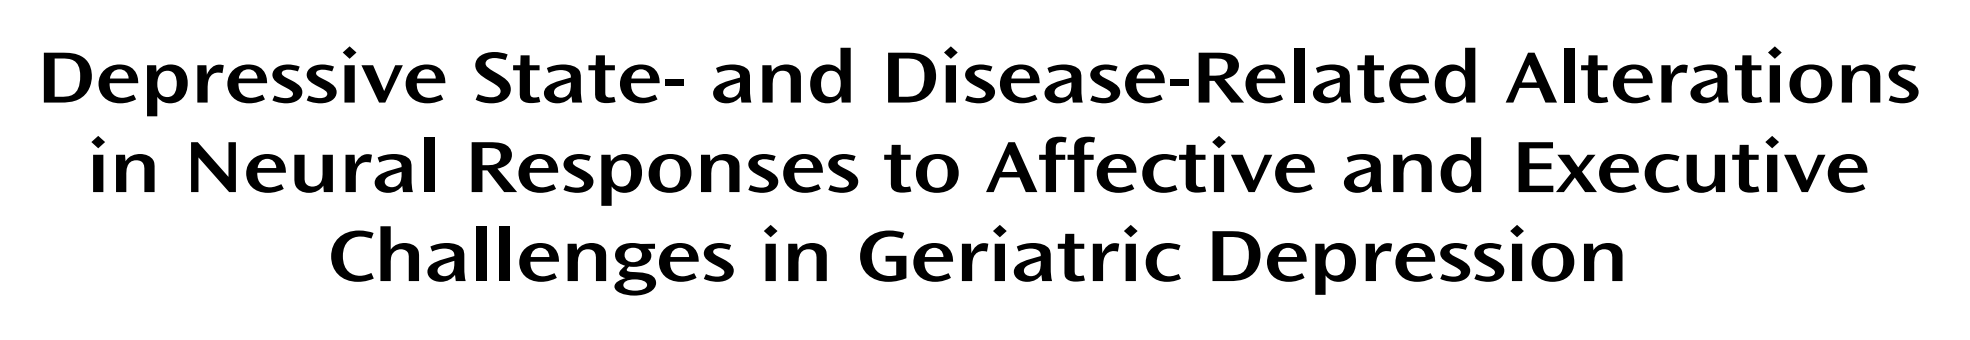 Depressive State- and Disease-Related Alterations
in Neural Responses to Affective and Executive
Challenges in Geriatric Depression